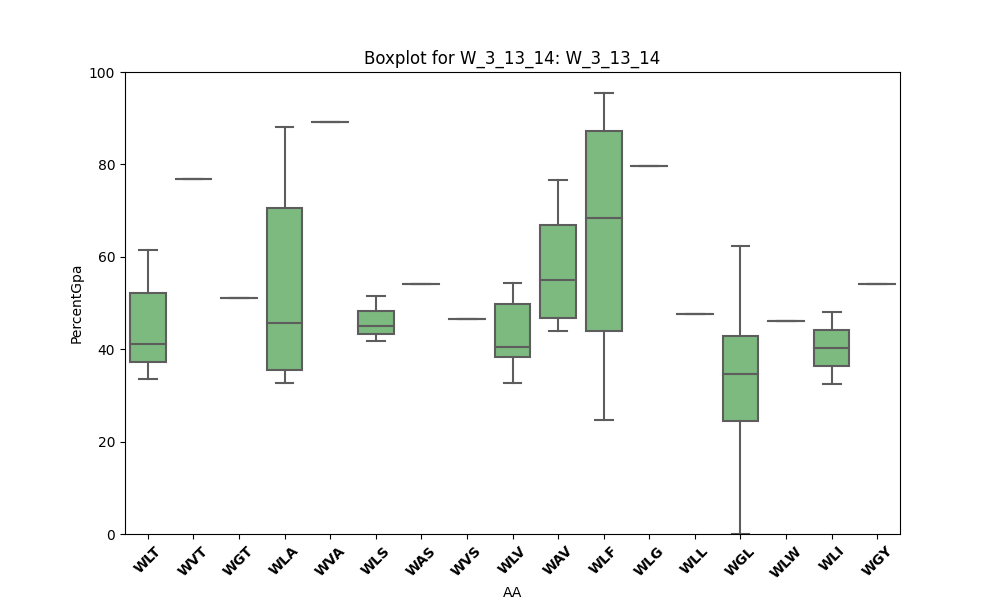 Boxplot for W_3_13_14: W_3_13_14
100
80
60
40
20
0
PercentGpa
WLT WVT WGT WLA WVA WLS WAS WVS WLV WAV WLF WLG WLL WGL WLW WLI WGY
AA